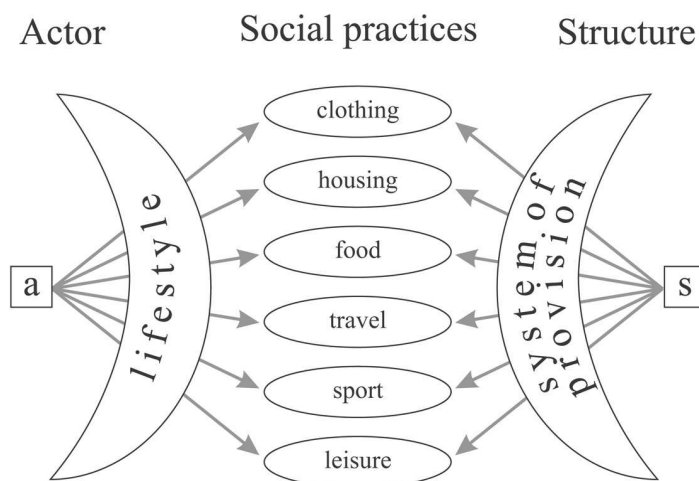 Actor
Social practices
Structure
clothing
housing
food
travel
sport
leisure
a
lifestyle
system of
provision
s